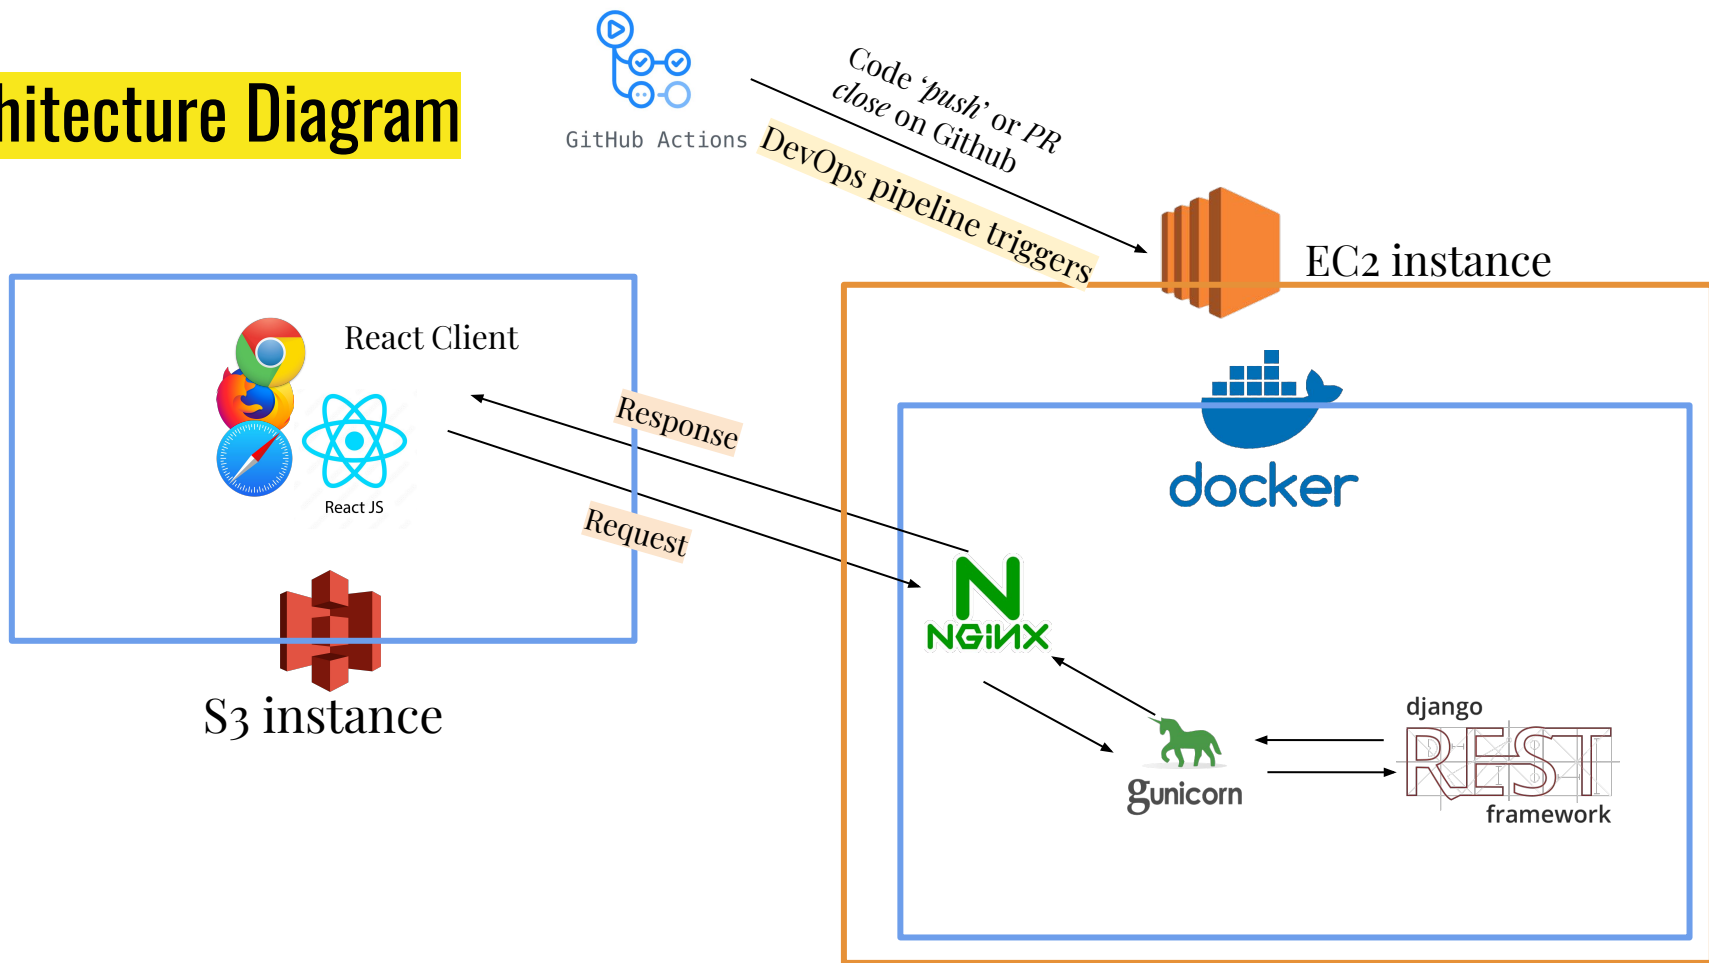 hitecture Diagram
GitHub Actions
Code ‘push’ or PR
close on Github
DevOps pipeline triggers
EC2 instance
React Client
React JS
S3 instance
Response
Request
docker
NGiNX
gunicorn
django
REST
framework